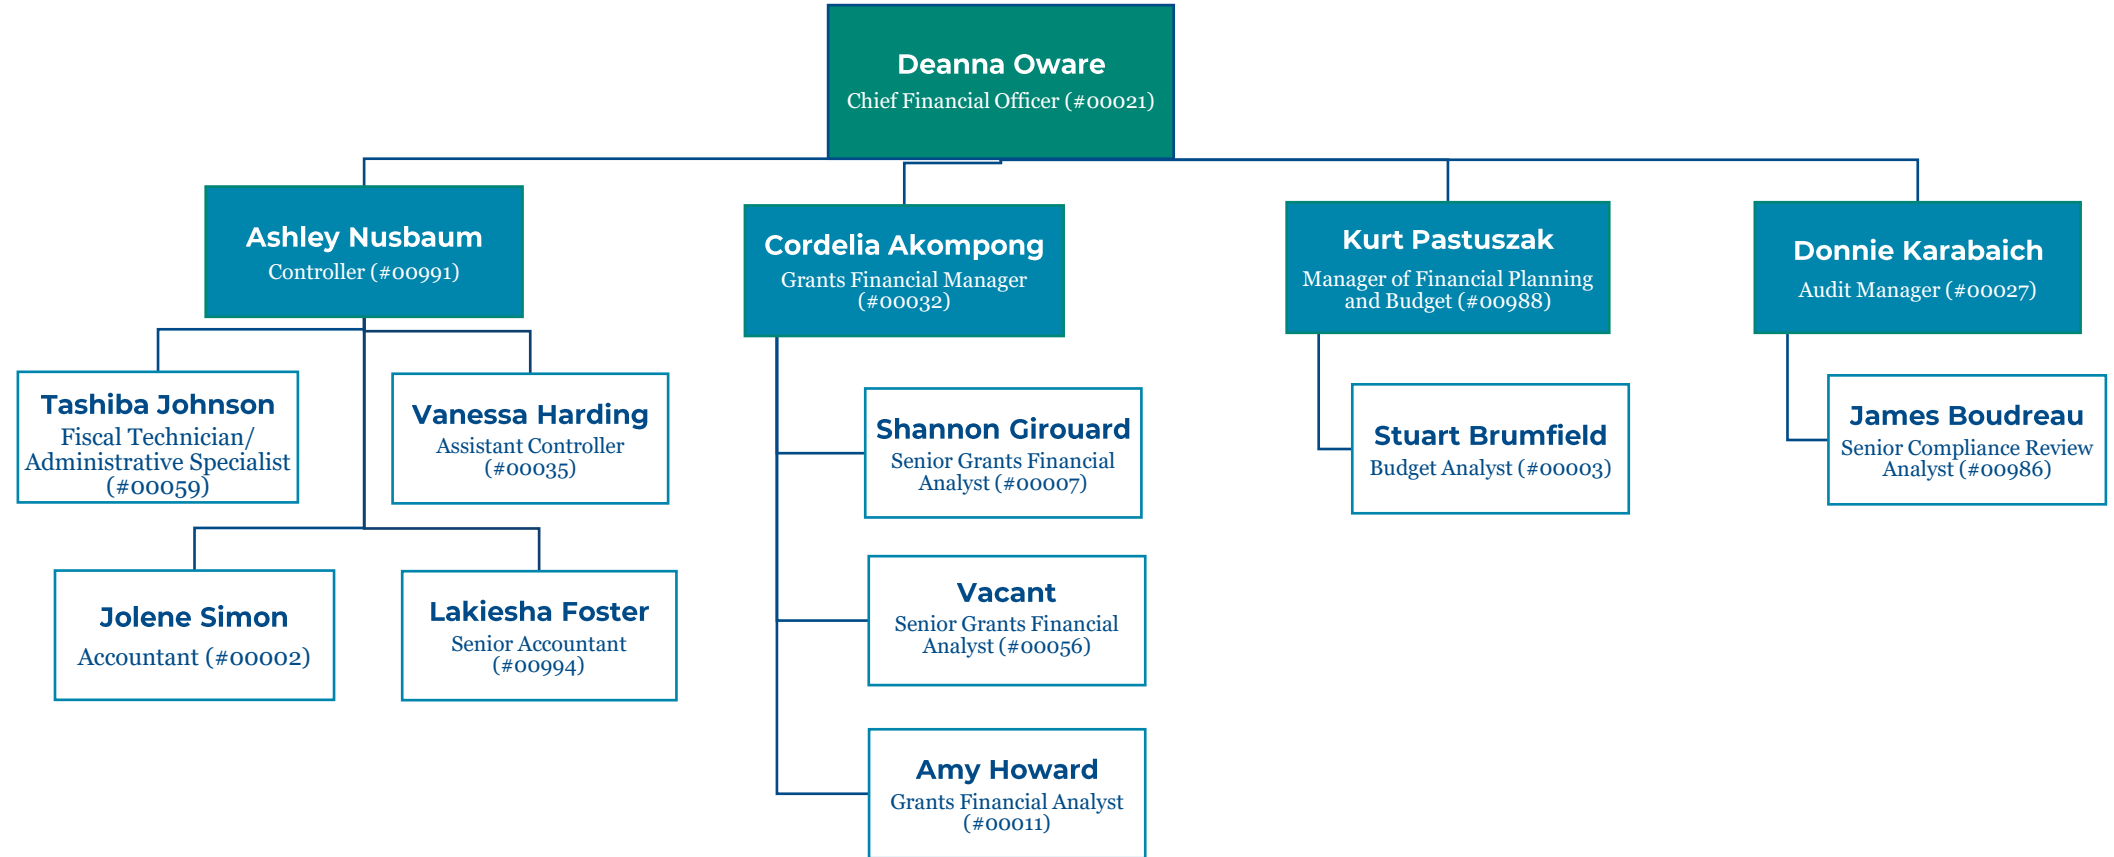 Deanna Oware
Chief Financial Officer (#00021)
Ashley Nusbaum
Controller (#00991)
Cordelia Akompong
Grants Financial Manager
(#00032)
Kurt Pastuszak
Manager of Financial Planning
and Budget (#00988)
Donnie Karabaich
Audit Manager (#00027)
Tashiba Johnson
Fiscal Technician/
Administrative Specialist
(#00059)
Vanessa Harding
Assistant Controller
(#00035)
Jolene Simon
Accountant (#00002)
Lakiesha Foster
Senior Accountant
(#00994)
Shannon Girouard
Senior Grants Financial
Analyst (#00007)
Vacant
Senior Grants Financial
Analyst (#00056)
Amy Howard
Grants Financial Analyst
(#00011)
Stuart Brumfield
Budget Analyst (#00003)
James Boudreau
Senior Compliance Review
Analyst (#00986)